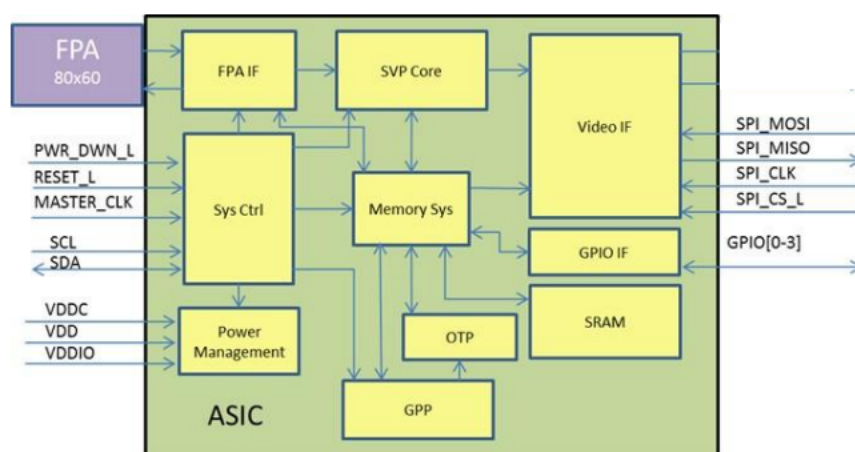 FPA
80x60
FPA IF
SVP Core
Video IF
SPI_MOSI
SPI_MISO
SPI_CLK
SPI_CS_L
PWR_DWN_L
RESET_L
MASTER_CLK
SCL
SDA
Sys Ctrl
Memory Sys
GPIO IF
GPIO[0-3]
VDDC
VDD
VDDIO
Power
Management
OTP
SRAM
GPP
ASIC